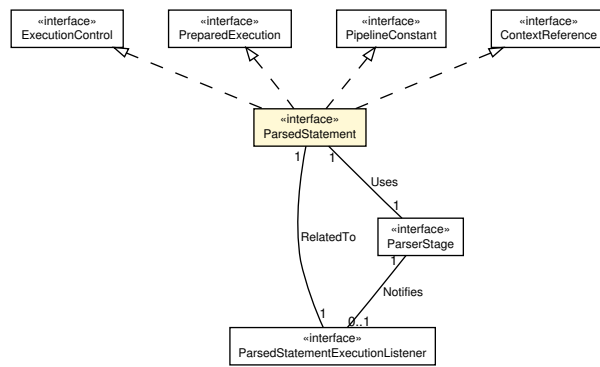 «interface»
ExecutionControl
«interface»
PreparedExecution
«interface»
PipelineConstant
«interface»
ContextReference
«interface»
ParsedStatement
1
1
Uses
1
«interface»
ParserStage
RelatedTo
1
Notifies
1
0..1
«interface»
ParsedStatementExecutionListener